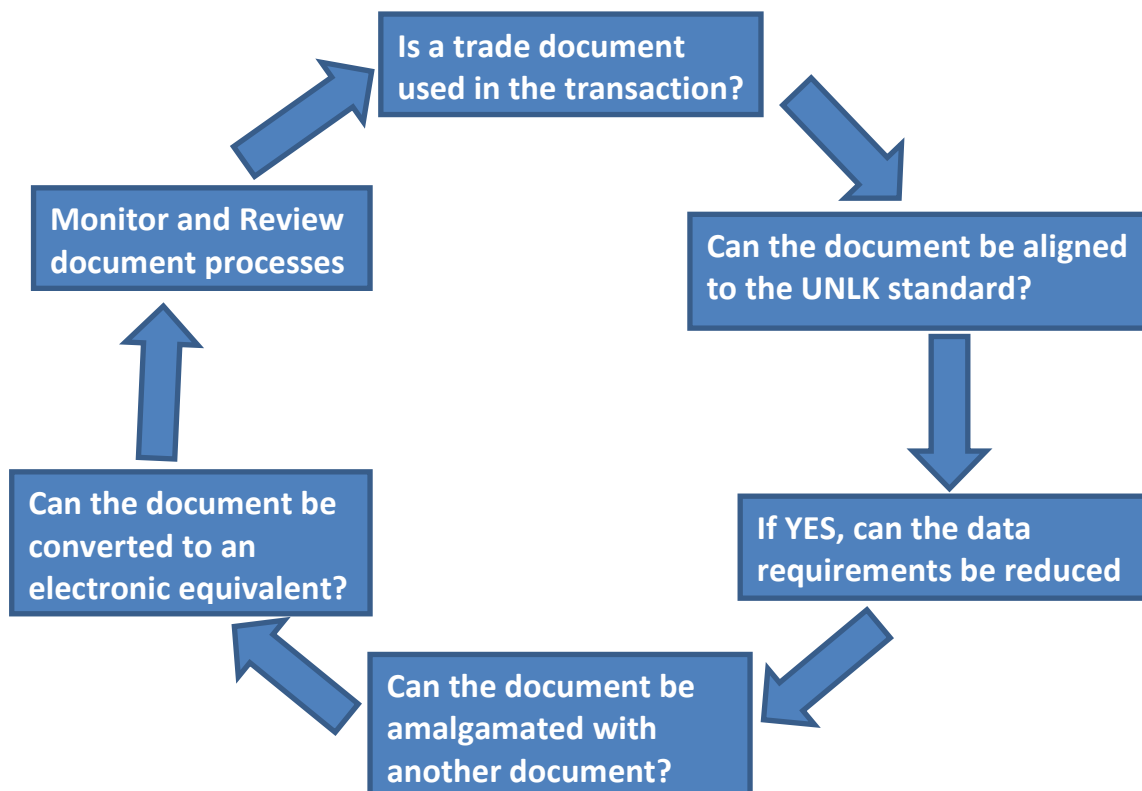 Is a trade document
used in the transaction?
Can the document be aligned
to the UNLK standard?
If YES, can the data
requirements be reduced
Can the document be
amalgamated with
another document?
Can the document be
converted to an
electronic equivalent?
Monitor and Review
document processes